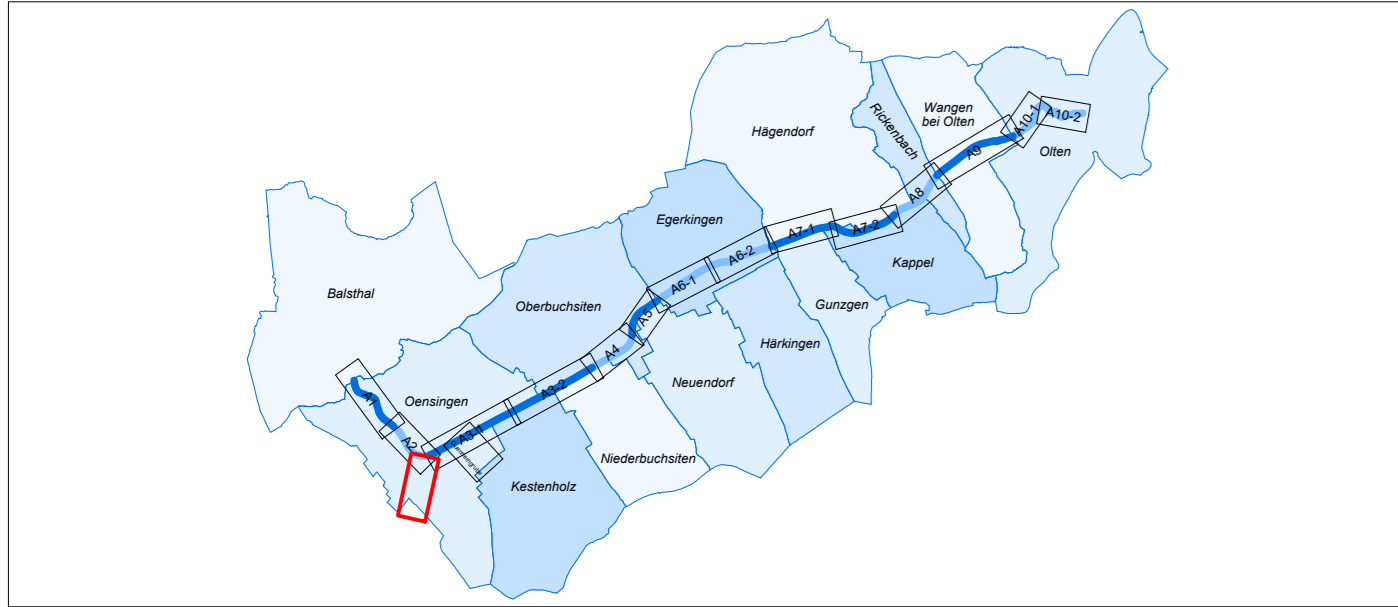 Wangen
bei Olten
Rickenbach
Hägendorf
A10-1
A10-2
Olten
A9
A8
Egerkingen
A7-1
A7-2
A6-2
Kappel
A6-1
Balsthal
Oberbuchsiten
Gunzgen
A5
Härkingen
A4
Neuendorf
A3-2
Oensingen
A1
A2
A3-1
Niederbuchsiten
Kestenholz